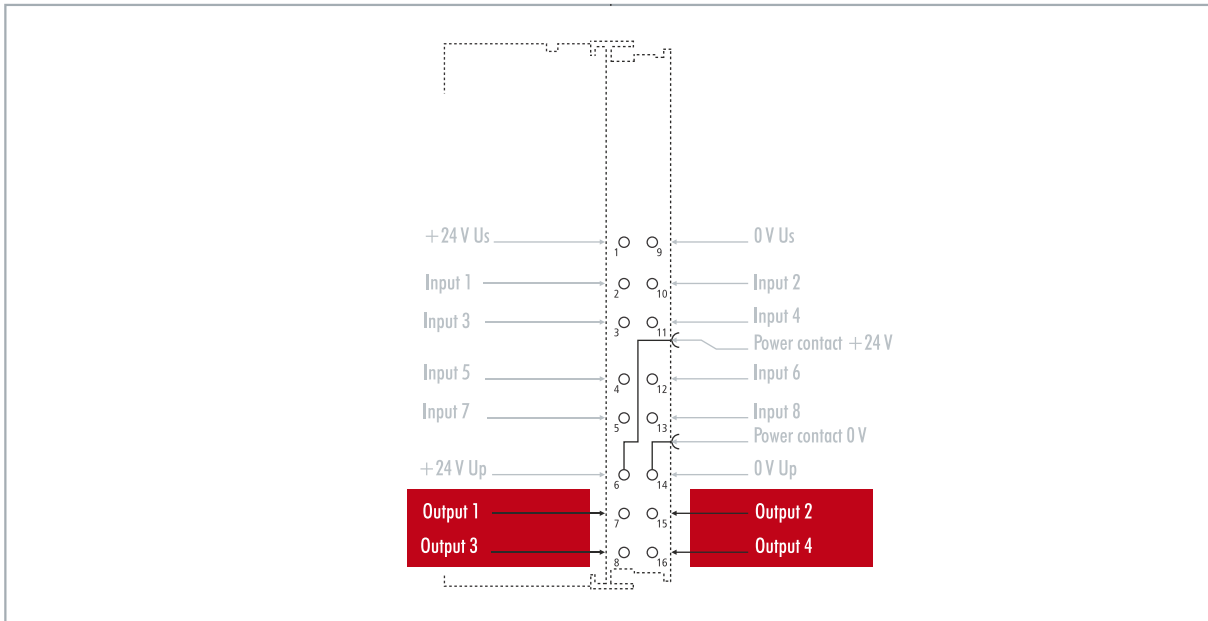 +24 V Us
1
9
0 V Us
Input 1
2
10
Input 2
Input 3
3
11
Input 4
Power contact +24 V
Input 5
4
12
Input 6
Input 7
5
13
Input 8
Power contact 0 V
+24 V Up
6
14
0 V Up
Output 1
7
15
Output 2
Output 3
8
16
Output 4